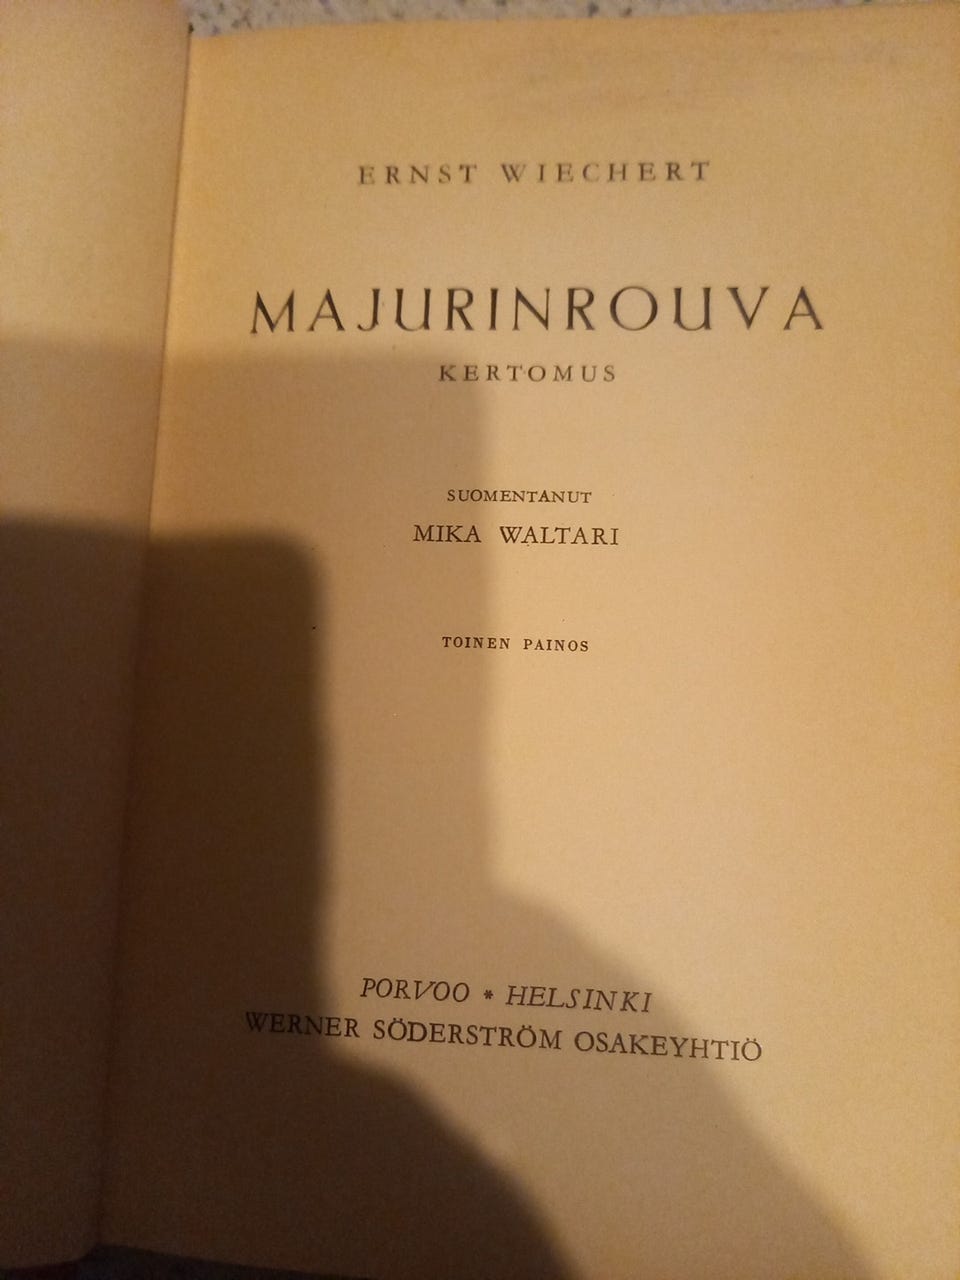 ERNST WIECHERT
MAJURINROUVA
KERTOMUS
SUOMENTANUT
MIKA WALTARI
TOINEN PAINOS
PORVOO * HELSINKI
WERNER SÖDERSTRÖM OSAKEYHTIÖ